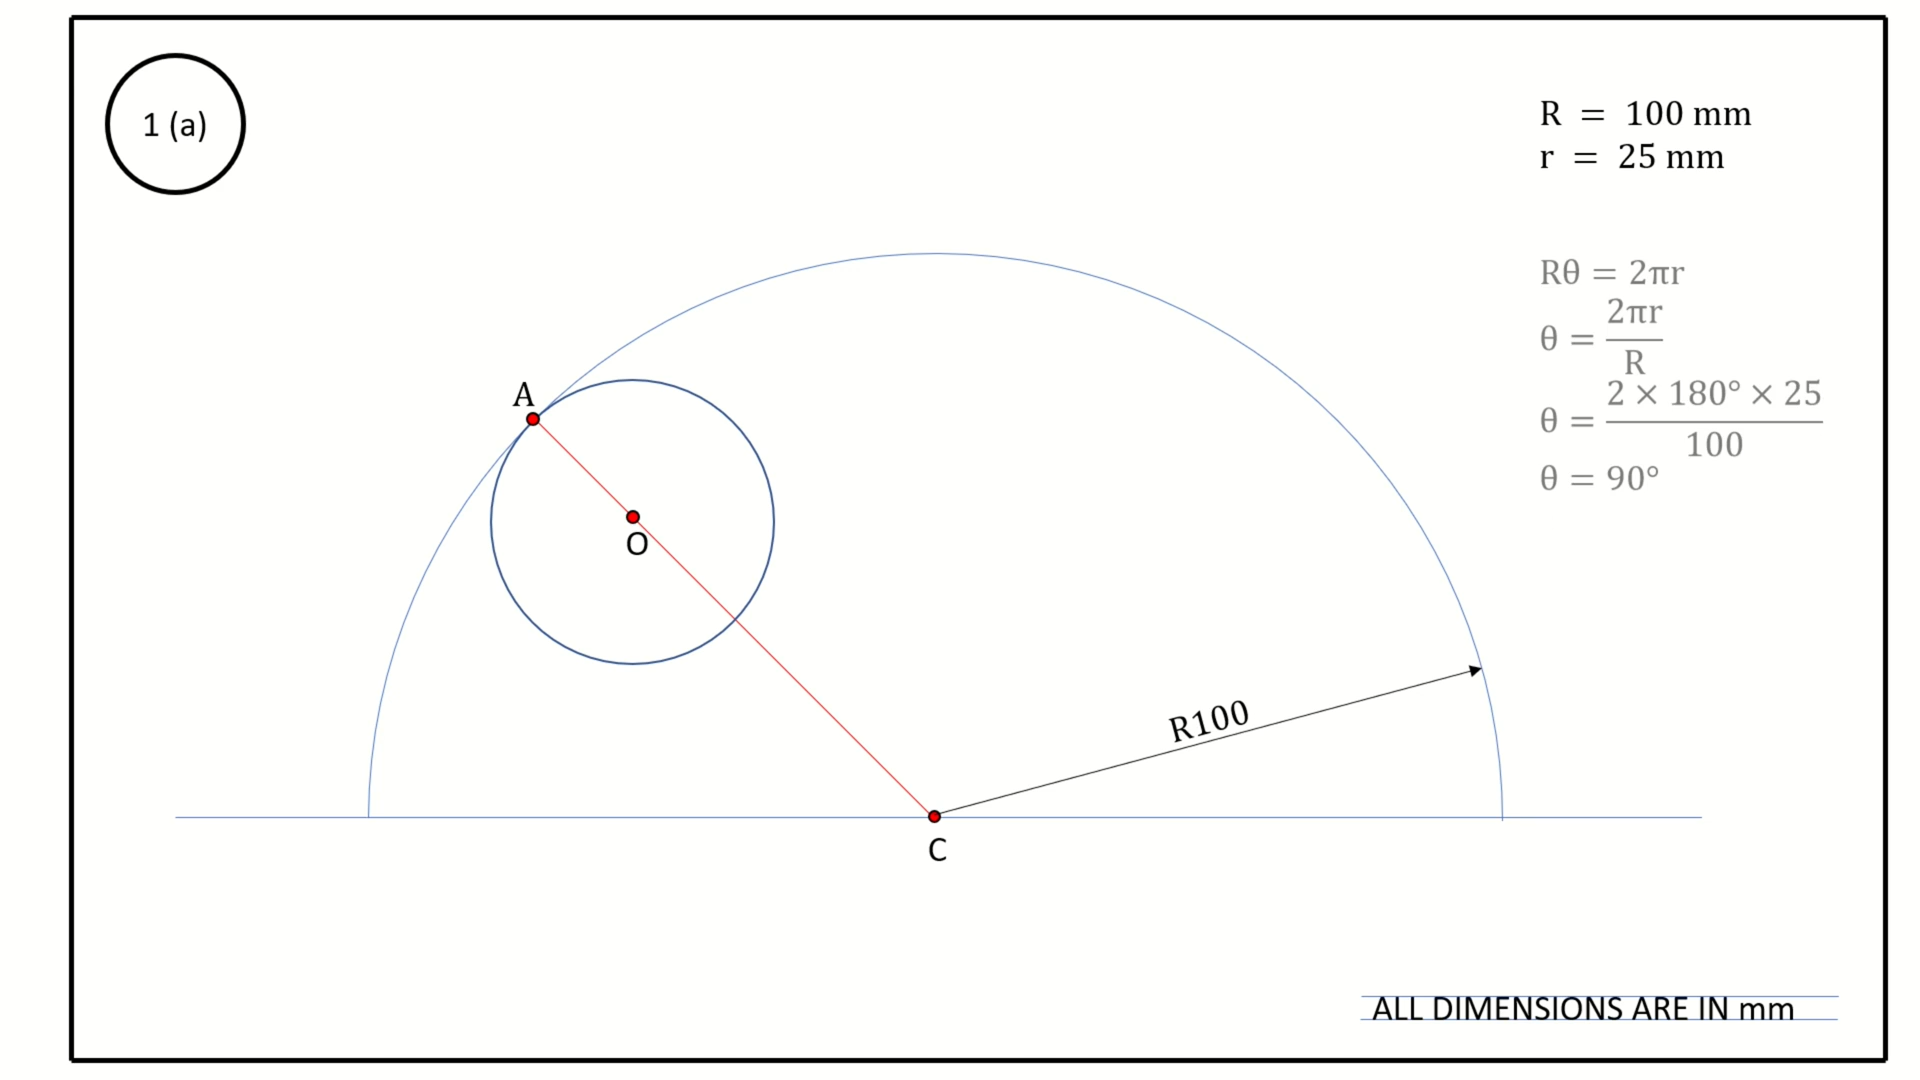 1 (a)
R = 100 mm
r = 25 mm
Rθ = 2πr
θ = 2πr / R
θ = 2 × 180° × 25 / 100
θ = 90°
A
O
R100
C
ALL DIMENSIONS ARE IN mm